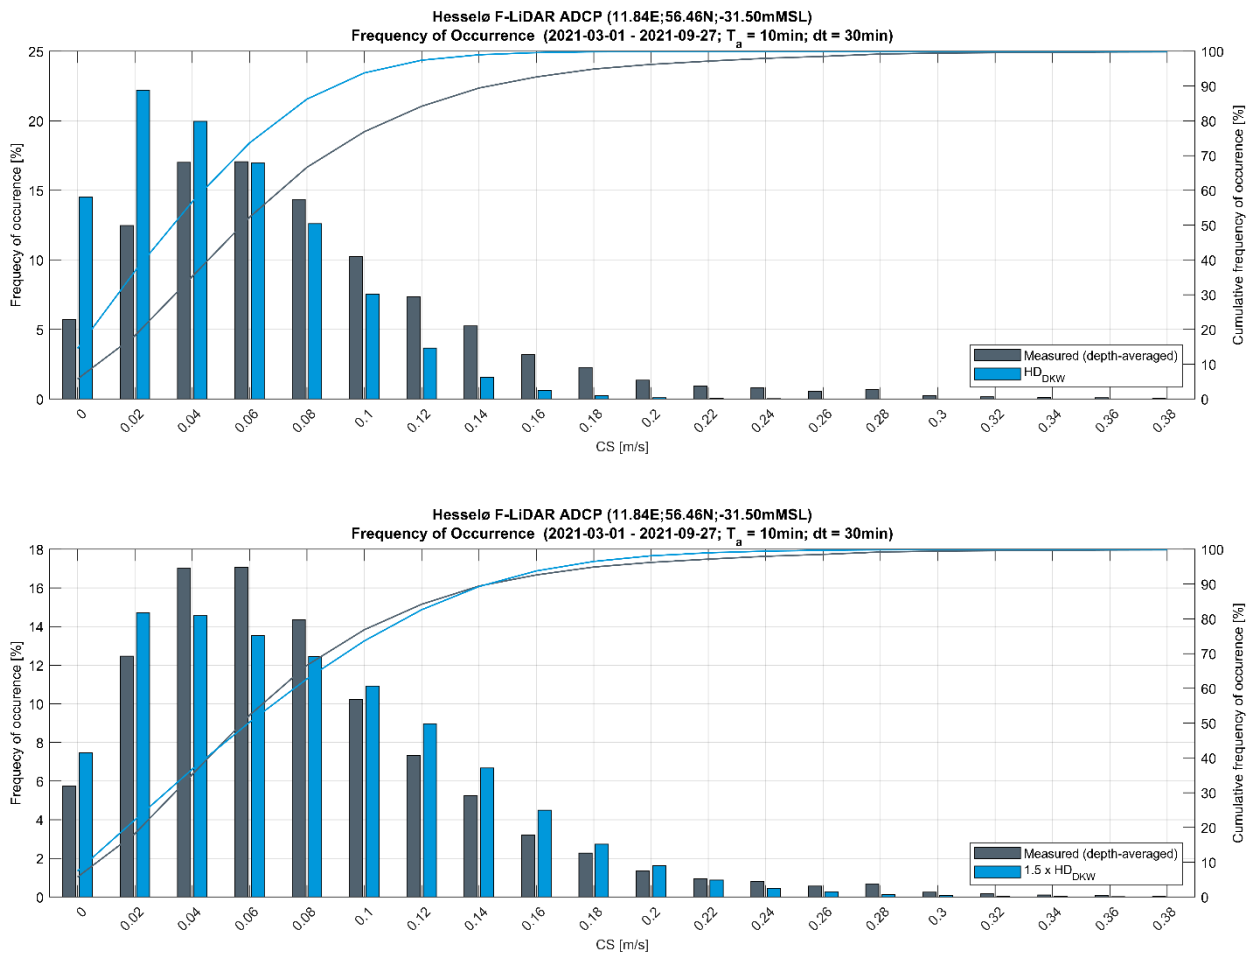 Hesselø F-LiDAR ADCP (11.84E;56.46N;-31.50mMSL)
Frequency of Occurrence (2021-03-01 - 2021-09-27; Ta = 10min; dt = 30min)
Frequecy of occurence [%]
25
20
15
10
5
0
100
90
80
70
60
50
40
30
20
10
0
Cumulative frequency of occurence [%]
Measured (depth-averaged)
HDDKW
0 0.02 0.04 0.06 0.08 0.1 0.12 0.14 0.16 0.18 0.2 0.22 0.24 0.26 0.28 0.3 0.32 0.34 0.36 0.38
CS [m/s]
Hesselø F-LiDAR ADCP (11.84E;56.46N;-31.50mMSL)
Frequency of Occurrence (2021-03-01 - 2021-09-27; Ta = 10min; dt = 30min)
Frequecy of occurence [%]
18
16
14
12
10
8
6
4
2
0
100
90
80
70
60
50
40
30
20
10
0
Cumulative frequency of occurence [%]
Measured (depth-averaged)
1.5 x HDDKW
0 0.02 0.04 0.06 0.08 0.1 0.12 0.14 0.16 0.18 0.2 0.22 0.24 0.26 0.28 0.3 0.32 0.34 0.36 0.38
CS [m/s]